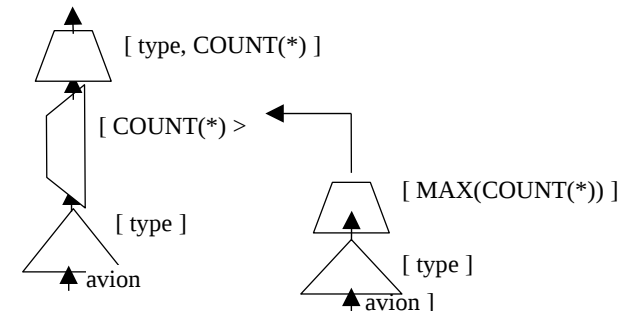 [ type, COUNT(*) ]
[ COUNT(*) >
[ MAX(COUNT(*)) ]
[ type ]
[ type ]
avion
avion ]